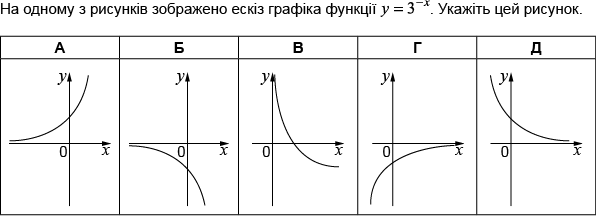 На одному з рисунків зображено ескіз графіка функції y = 3⁻ˣ. Укажіть цей рисунок.
А Б В Г Д
y y y y y
0 x 0 x 0 x 0 x 0 x